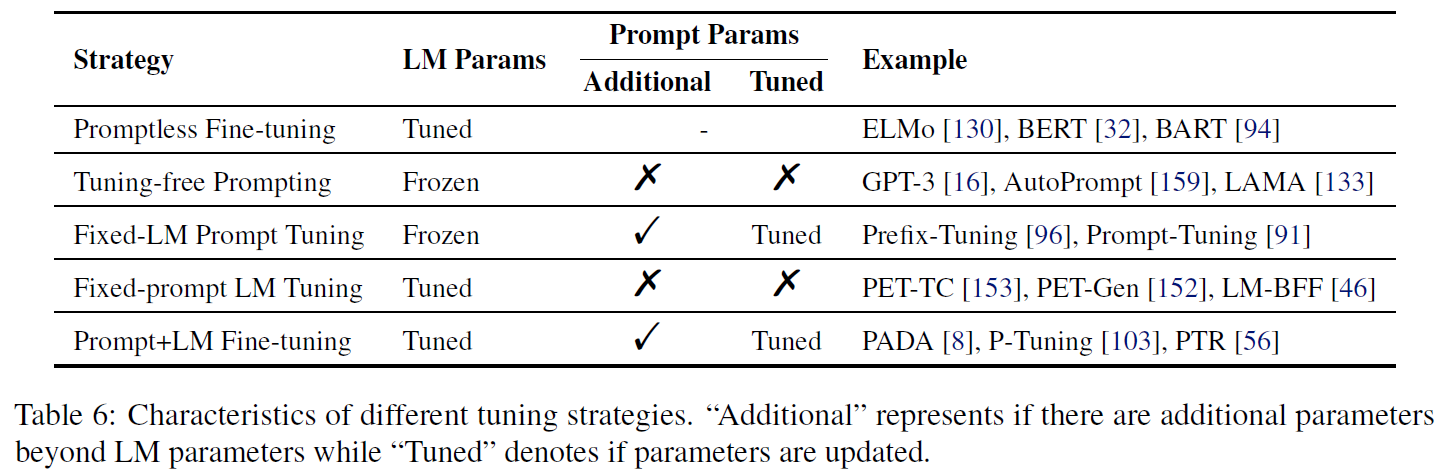 Strategy LM Params Prompt Params Example
Additional Tuned
Promptless Fine-tuning Tuned - ELMo [130], BERT [32], BART [94]
Tuning-free Prompting Frozen ✗ ✗ GPT-3 [16], AutoPrompt [159], LAMA [133]
Fixed-LM Prompt Tuning Frozen ✓ Tuned Prefix-Tuning [96], Prompt-Tuning [91]
Fixed-prompt LM Tuning Tuned ✗ ✗ PET-TC [153], PET-Gen [152], LM-BFF [46]
Prompt+LM Fine-tuning Tuned ✓ Tuned PADA [8], P-Tuning [103], PTR [56]
Table 6: Characteristics of different tuning strategies. “Additional” represents if there are additional parameters
beyond LM parameters while “Tuned” denotes if parameters are updated.